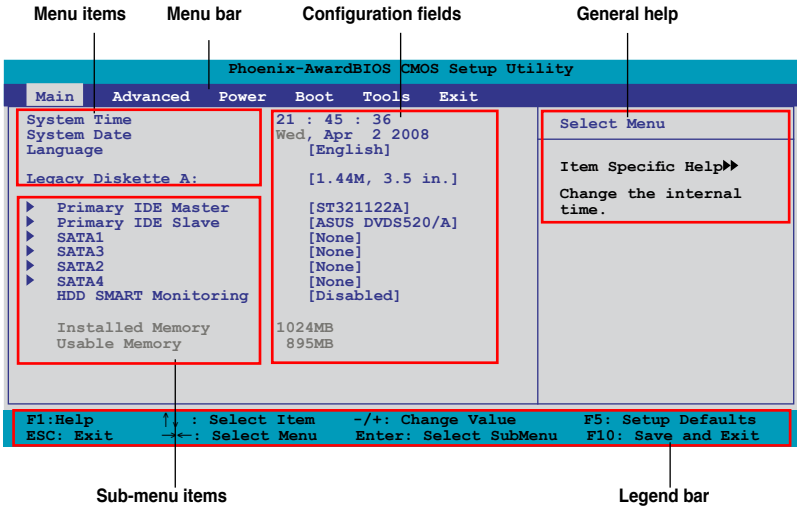 Menu items Menu bar Configuration fields General help
Phoenix-AwardBIOS CMOS Setup Utility
Main Advanced Power Boot Tools Exit
System Time 21 : 45 : 36
System Date Wed, Apr 2 2008
Language [English]
Legacy Diskette A: [1.44M, 3.5 in.]
Primary IDE Master [ST321122A]
Primary IDE Slave [ASUS DVDS520/A]
SATA1 [None]
SATA3 [None]
SATA2 [None]
SATA4 [None]
HDD SMART Monitoring [Disabled]
Installed Memory 1024MB
Usable Memory 895MB
Select Menu
Item Specific Help▶▶
Change the internal
time.
F1:Help ↑↓ : Select Item -/+: Change Value F5: Setup Defaults
ESC: Exit →←: Select Menu Enter: Select SubMenu F10: Save and Exit
Sub-menu items Legend bar